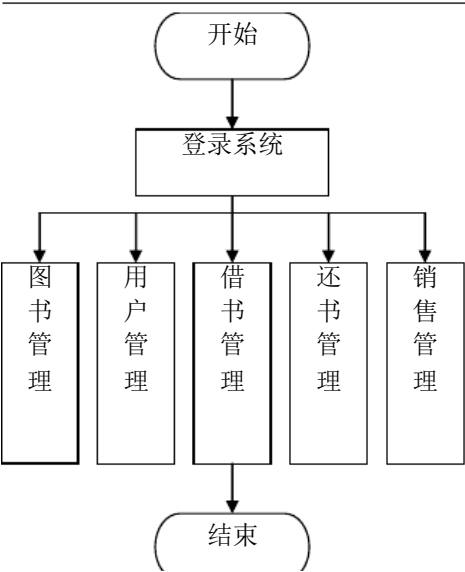 开始
登录系统
图书管理
用户管理
借书管理
还书管理
销售管理
结束